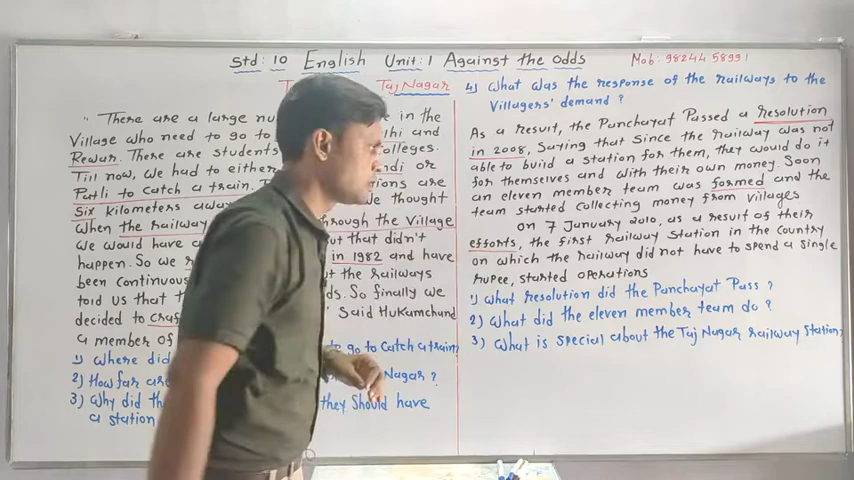 Std: 10 English Unit: 1 Against the odds
Mob: 98244 58991
Taj Nagar
" There are a large in the
Village who need to go to and
Rewari. There are students Colleges.
Till now, we had to either or
Patli to catch a train. are
Six kilometers thought
When the railway through the Village
we would have a but that didn't
happen. So we in 1982 and have
been continuous the railways
told us that So finally we
decided to Said Hukamchand
a member of
1) Where did to go to catch a train?
2) How far are Nagar ?
3) Why did they Should have
a station
4) What was the response of the railways to the
Villagers' demand ?
As a result, the Panchayat Passed a resolution
in 2008, Saying that Since the railway was not
able to build a station for them, they would do it
for themselves and with their own money. Soon
an eleven member team was formed and the
team started collecting money from villages
on 7 January 2010, as a result of their
efforts, the first railway Station in the Country
on which the railway did not have to spend a single
rupee, started operations
1) What resolution did the Panchayat Pass ?
2) What did the eleven member team do ?
3) What is special about the Taj Nagar railway Station?